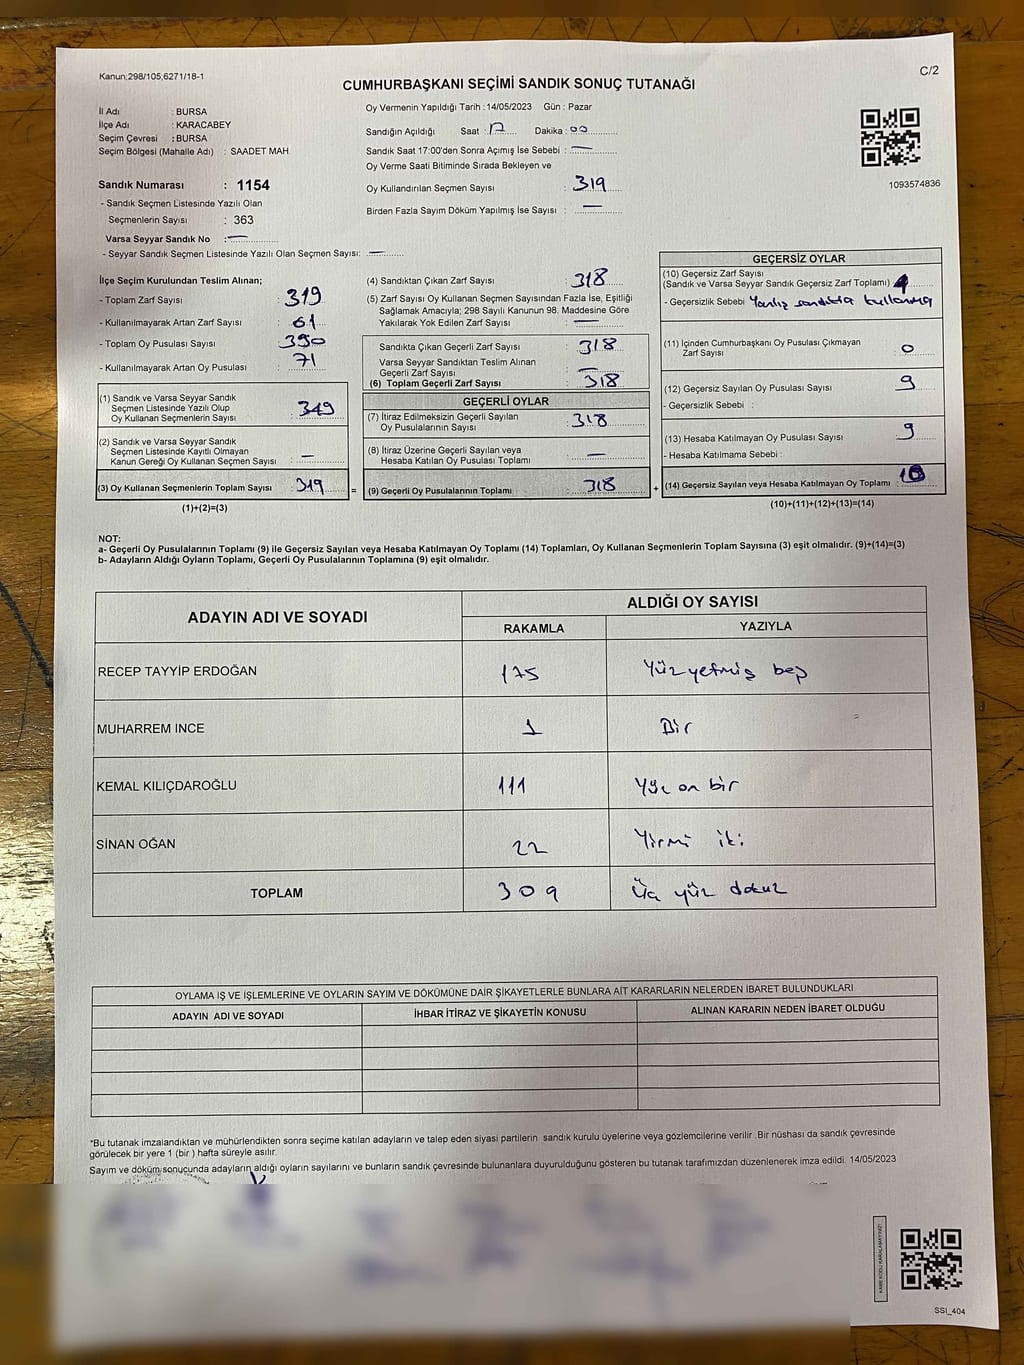 Kanun;298/105,6271/18-1
C/2
CUMHURBAŞKANI SEÇİMİ SANDIK SONUÇ TUTANAĞI
İl Adı : BURSA
İlçe Adı : KARACABEY
Seçim Çevresi : BURSA
Seçim Bölgesi (Mahalle Adı) : SAADET MAH.
Sandık Numarası : 1154
- Sandık Seçmen Listesinde Yazılı Olan
Seçmenlerin Sayısı : 363
Varsa Seyyar Sandık No : —
- Seyyar Sandık Seçmen Listesinde Yazılı Olan Seçmen Sayısı: —
Oy Vermenin Yapıldığı Tarih : 14/05/2023 Gün : Pazar
Sandığın Açıldığı Saat : 17 Dakika : 00
Sandık Saat 17:00'den Sonra Açımış İse Sebebi : —
Oy Verme Saati Bitiminde Sırada Bekleyen ve
Oy Kullandırılan Seçmen Sayısı : 319
Birden Fazla Sayım Döküm Yapılmış İse Sayısı : —
1093574836
İlçe Seçim Kurulundan Teslim Alınan;
- Toplam Zarf Sayısı : 319
- Kullanılmayarak Artan Zarf Sayısı : 61
- Toplam Oy Pusulası Sayısı : 390
- Kullanılmayarak Artan Oy Pusulası : 71
(1) Sandık ve Varsa Seyyar Sandık
Seçmen Listesinde Yazılı Olup
Oy Kullanan Seçmenlerin Sayısı : 319
(2) Sandık ve Varsa Seyyar Sandık
Seçmen Listesinde Kayıtlı Olmayan
Kanun Gereği Oy Kullanan Seçmen Sayısı : —
(3) Oy Kullanan Seçmenlerin Toplam Sayısı : 319 =
(1)+(2)=(3)
(4) Sandıktan Çıkan Zarf Sayısı : 318
(5) Zarf Sayısı Oy Kullanan Seçmen Sayısından Fazla İse, Eşitliği
Sağlamak Amacıyla; 298 Sayılı Kanunun 98. Maddesine Göre
Yakılarak Yok Edilen Zarf Sayısı : —
Sandıkta Çıkan Geçerli Zarf Sayısı : 318
Varsa Seyyar Sandıktan Teslim Alınan
Geçerli Zarf Sayısı : —
(6) Toplam Geçerli Zarf Sayısı : 318
GEÇERLİ OYLAR
(7) İtiraz Edilmeksizin Geçerli Sayılan
Oy Pusulalarının Sayısı : 318
(8) İtiraz Üzerine Geçerli Sayılan veya
Hesaba Katılan Oy Pusulası Toplamı : —
(9) Geçerli Oy Pusulalarının Toplamı : 318 +
GEÇERSİZ OYLAR
(10) Geçersiz Zarf Sayısı
(Sandık ve Varsa Seyyar Sandık Geçersiz Zarf Toplamı) : 1
- Geçersizlik Sebebi : Yanlış sandıkta kullanma
(11) İçinden Cumhurbaşkanı Oy Pusulası Çıkmayan
Zarf Sayısı : 0
(12) Geçersiz Sayılan Oy Pusulası Sayısı : 9
- Geçersizlik Sebebi :
(13) Hesaba Katılmayan Oy Pusulası Sayısı : 9
- Hesaba Katılmama Sebebi :
(14) Geçersiz Sayılan veya Hesaba Katılmayan Oy Toplamı : 10
(10)+(11)+(12)+(13)=(14)
NOT:
a- Geçerli Oy Pusulalarının Toplamı (9) ile Geçersiz Sayılan veya Hesaba Katılmayan Oy Toplamı (14) Toplamları, Oy Kullanan Seçmenlerin Toplam Sayısına (3) eşit olmalıdır. (9)+(14)=(3)
b- Adayların Aldığı Oyların Toplamı, Geçerli Oy Pusulalarının Toplamına (9) eşit olmalıdır.
ADAYIN ADI VE SOYADI ALDIĞI OY SAYISI
RAKAMLA YAZIYLA
RECEP TAYYİP ERDOĞAN 175 Yüz yetmiş beş
MUHARREM İNCE 1 Bir
KEMAL KILIÇDAROĞLU 111 Yüz on bir
SİNAN OĞAN 22 Yirmi iki
TOPLAM 309 Üç yüz dokuz
OYLAMA İŞ VE İŞLEMLERİNE VE OYLARIN SAYIM VE DÖKÜMÜNE DAİR ŞİKAYETLERLE BUNLARA AİT KARARLARIN NELERDEN İBARET BULUNDUKLARI
ADAYIN ADI VE SOYADI İHBAR İTİRAZ VE ŞİKAYETİN KONUSU ALINAN KARARIN NEDEN İBARET OLDUĞU
*Bu tutanak imzalandıktan ve mühürlendikten sonra seçime katılan adayların ve talep eden siyasi partilerin sandık kurulu üyelerine veya gözlemcilerine verilir .Bir nüshası da sandık çevresinde
görülecek bir yere 1 (bir ) hafta süreyle asılır.
Sayım ve döküm sonucunda adayların aldığı oyların sayılarını ve bunların sandık çevresinde bulunanlara duyurulduğunu gösteren bu tutanak tarafımızdan düzenlenerek imza edildi. 14/05/2023
KARE KODU KARALAMAYINIZ!
SSI_404